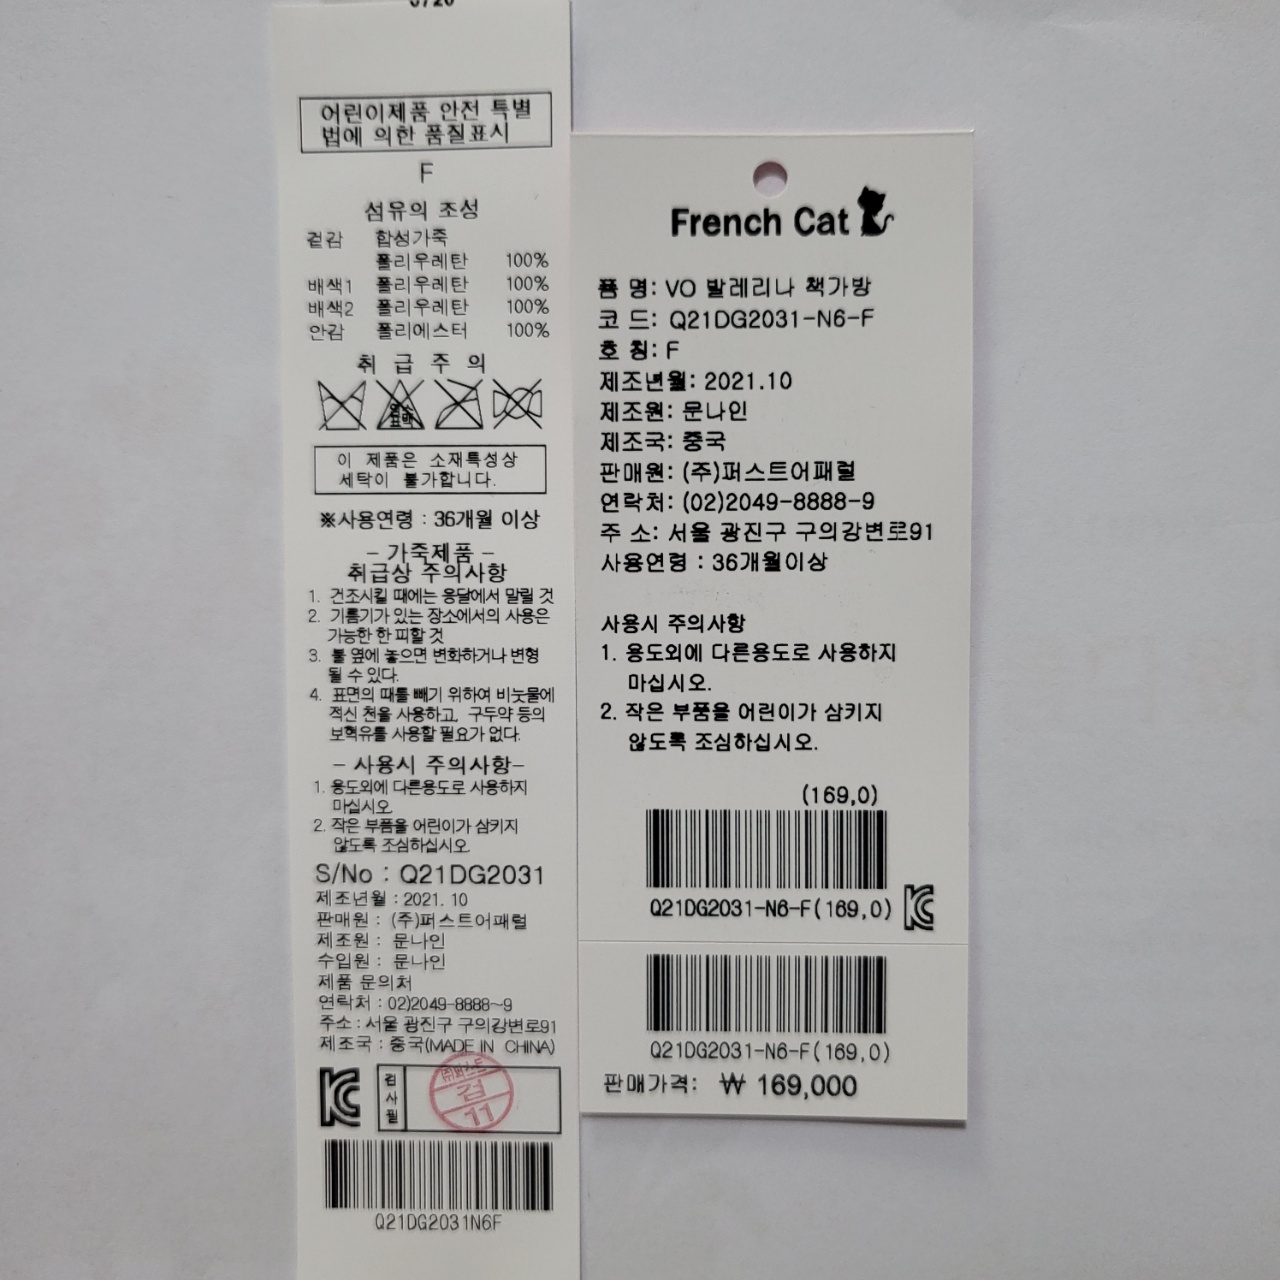 어린이제품 안전 특별
법에 의한 품질표시
F
섬유의 조성
겉감 합성가죽
폴리우레탄 100%
배색1 폴리우레탄 100%
배색2 폴리우레탄 100%
안감 폴리에스터 100%
취 급 주 의
염소
표백
이 제품은 소재특성상
세탁이 불가합니다.
※사용연령 : 36개월 이상
- 가죽제품 -
취급상 주의사항
1. 건조시킬 때에는 응달에서 말릴 것
2. 기름기가 있는 장소에서의 사용은
가능한 한 피할 것
3. 불 옆에 놓으면 변화하거나 변형
될 수 있다.
4. 표면의 때를 빼기 위하여 비눗물에
적신 천을 사용하고, 구두약 등의
보혁유를 사용할 필요가 없다.
- 사용시 주의사항-
1. 용도외에 다른용도로 사용하지
마십시오.
2. 작은 부품을 어린이가 삼키지
않도록 조심하십시오.
S/No : Q21DG2031
제조년월 : 2021. 10
판매원 : (주)퍼스트어패럴
제조원 : 문나인
수입원 : 문나인
제품 문의처
연락처 : 02)2049-8888~9
주소 : 서울 광진구 구의강변로91
제조국 : 중국(MADE IN CHINA)
검사필
㈜퍼스트
검
11
Q21DG2031N6F
French Cat
품 명: VO 발레리나 책가방
코 드: Q21DG2031-N6-F
호 칭: F
제조년월: 2021.10
제조원: 문나인
제조국: 중국
판매원: (주)퍼스트어패럴
연락처: (02)2049-8888-9
주 소: 서울 광진구 구의강변로91
사용연령 : 36개월이상
사용시 주의사항
1. 용도외에 다른용도로 사용하지
마십시오.
2. 작은 부품을 어린이가 삼키지
않도록 조심하십시오.
(169,0)
Q21DG2031-N6-F(169,0)
Q21DG2031-N6-F(169,0)
판매가격: ₩ 169,000